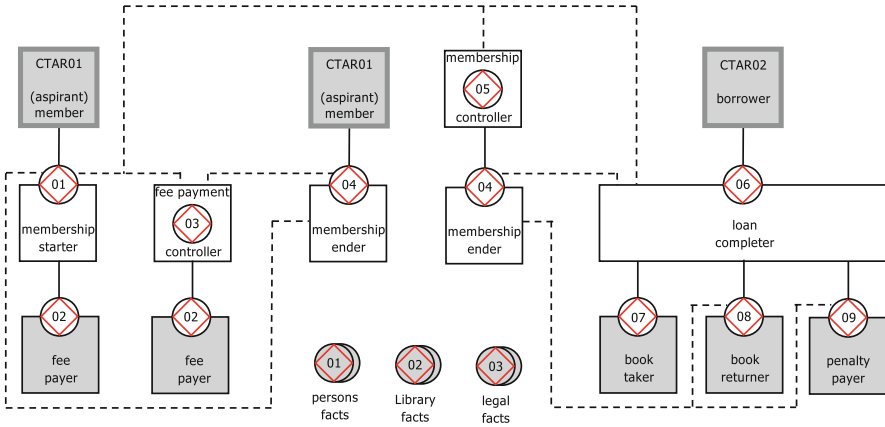 CTAR01
(aspirant)
member
CTAR01
(aspirant)
member
membership
05
controller
CTAR02
borrower
01
membership
starter
fee payment
03
controller
04
membership
ender
04
membership
ender
06
loan
completer
02
fee
payer
02
fee
payer
01
persons
facts
02
Library
facts
03
legal
facts
07
book
taker
08
book
returner
09
penalty
payer